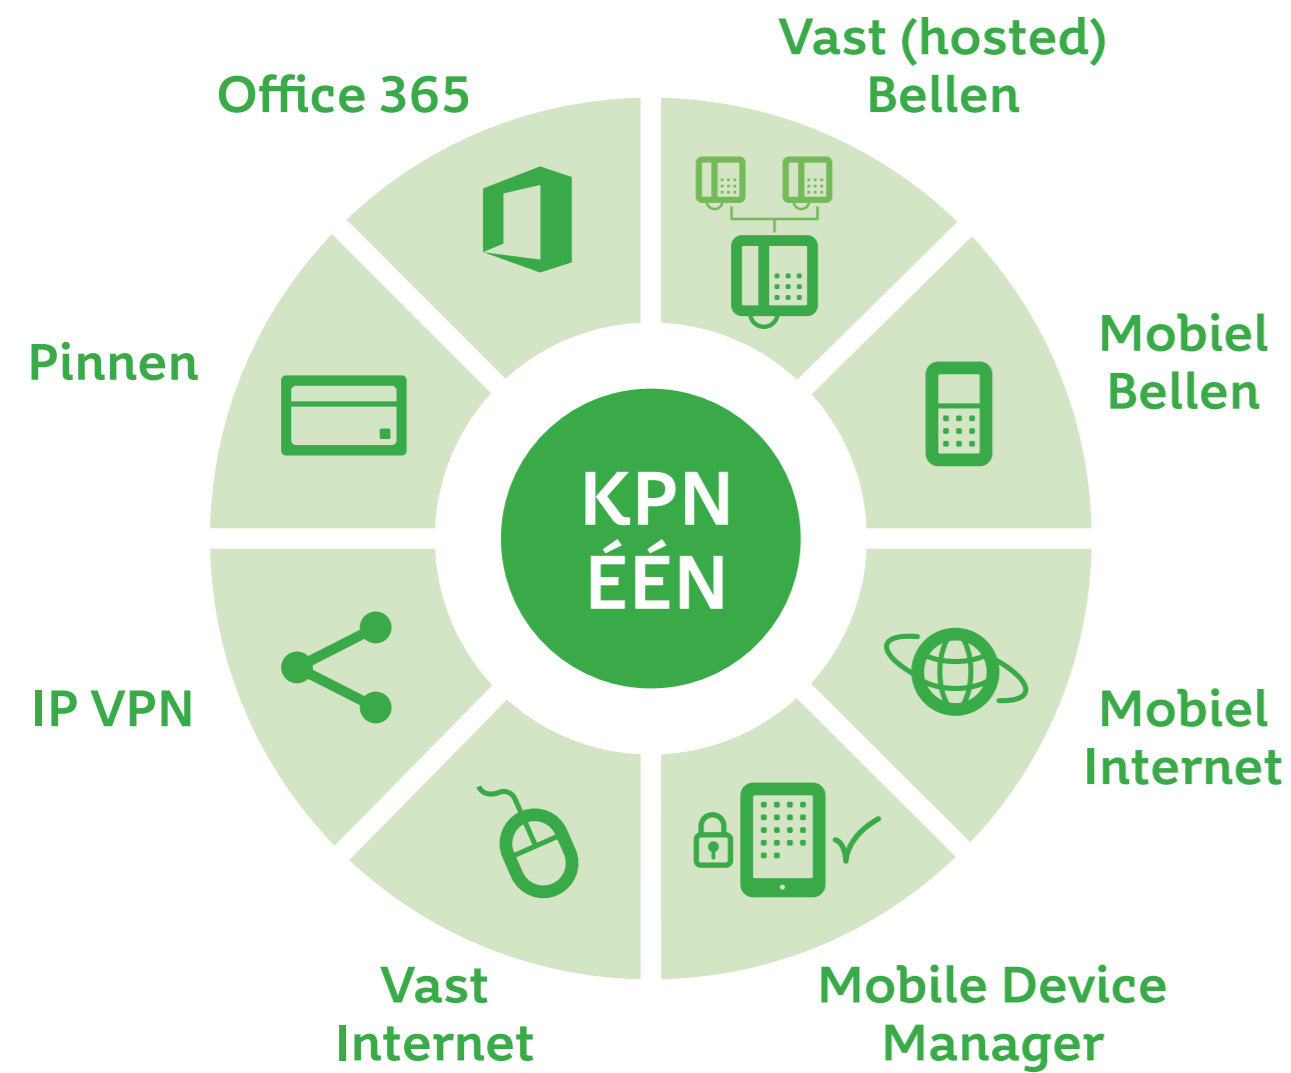 Vast (hosted)
Bellen
Office 365
Mobiel
Bellen
Pinnen
KPN
ÉÉN
IP VPN
Mobiel
Internet
Vast
Internet
Mobile Device
Manager